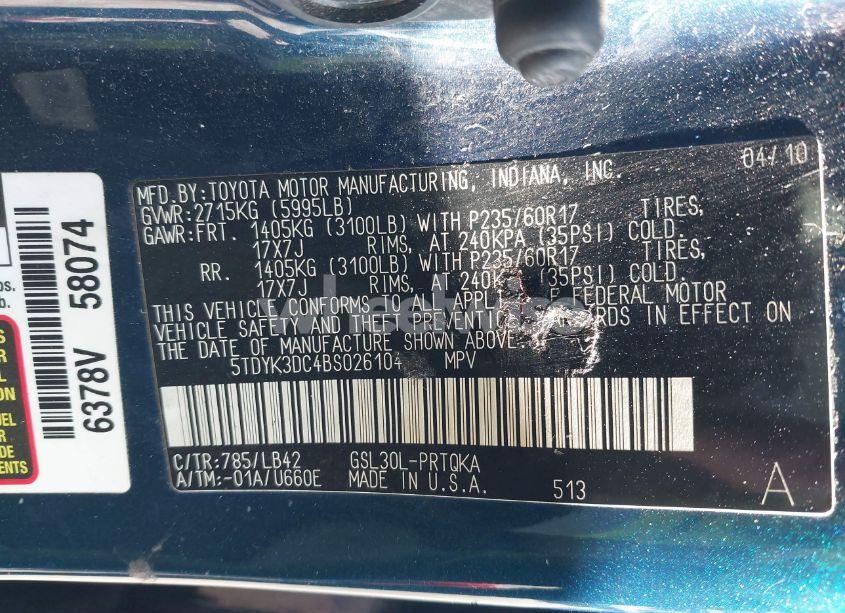 04/10
MFD.BY:TOYOTA MOTOR MANUFACTURING, INDIANA, INC.
GVWR:2715KG (5995LB)
GAWR:FRT. 1405KG (3100LB) WITH P235/60R17 TIRES,
17X7J RIMS, AT 240KPA (35PSI) COLD.
RR. 1405KG (3100LB) WITH P235/60R17 TIRES,
17X7J RIMS, AT 240KPA (35PSI) COLD.
THIS VEHICLE CONFORMS TO ALL FEDERAL MOTOR
VEHICLE SAFETY AND THEFT PREVENTION IN EFFECT ON
THE DATE OF MANUFACTURE SHOWN ABOVE.
5TDYK3DC4BS026104 MPV
C/TR:785/LB42 GSL30L-PRTQKA
A/TM:-01A/U660E MADE IN U.S.A. 513
A
6378V 58074
bs.
b.